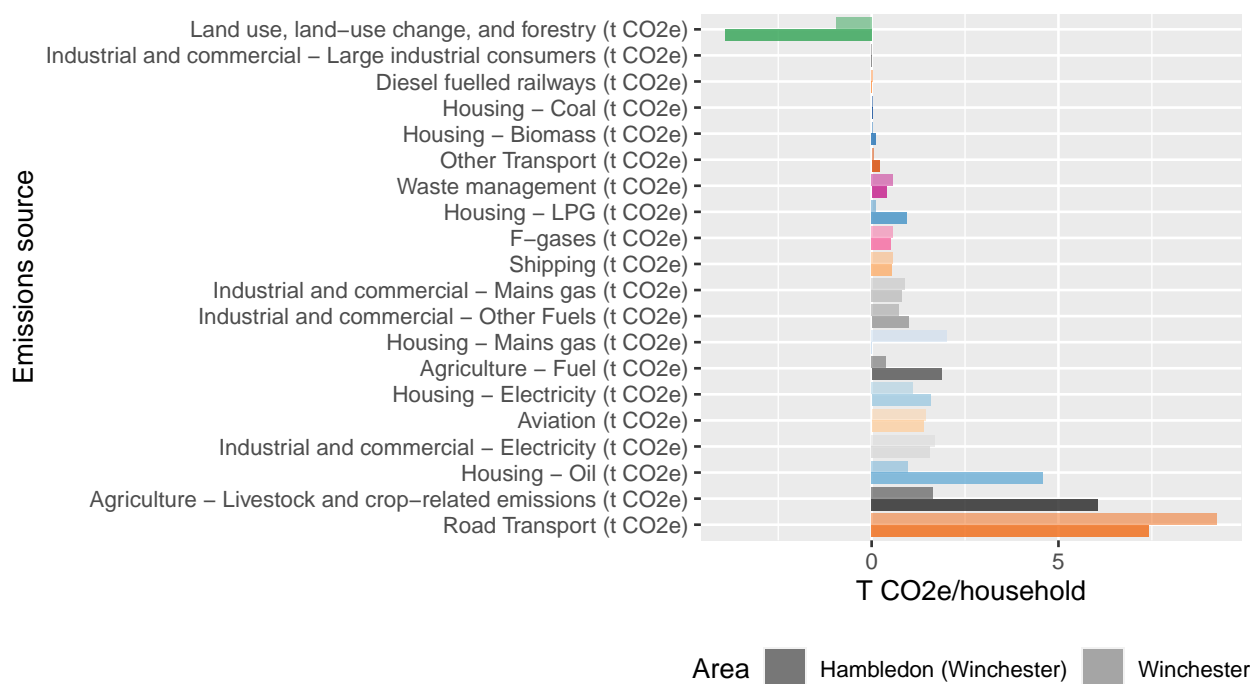 Emissions source
Land use, land−use change, and forestry (t CO2e)
Industrial and commercial − Large industrial consumers (t CO2e)
Diesel fuelled railways (t CO2e)
Housing − Coal (t CO2e)
Housing − Biomass (t CO2e)
Other Transport (t CO2e)
Waste management (t CO2e)
Housing − LPG (t CO2e)
F−gases (t CO2e)
Shipping (t CO2e)
Industrial and commercial − Mains gas (t CO2e)
Industrial and commercial − Other Fuels (t CO2e)
Housing − Mains gas (t CO2e)
Agriculture − Fuel (t CO2e)
Housing − Electricity (t CO2e)
Aviation (t CO2e)
Industrial and commercial − Electricity (t CO2e)
Housing − Oil (t CO2e)
Agriculture − Livestock and crop−related emissions (t CO2e)
Road Transport (t CO2e)
0 5
T CO2e/household
Area Hambledon (Winchester) Winchester